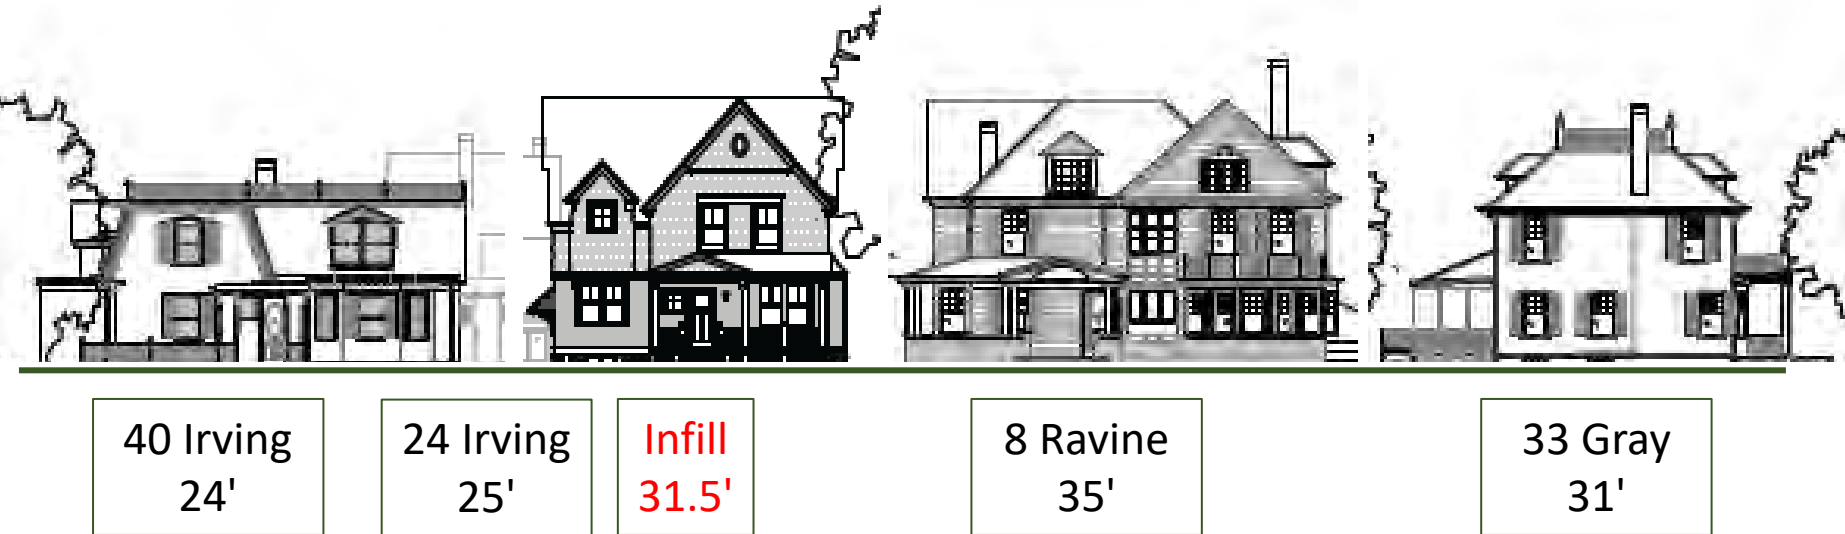 40 Irving
24'
24 Irving
25'
Infill
31.5'
8 Ravine
35'
33 Gray
31'